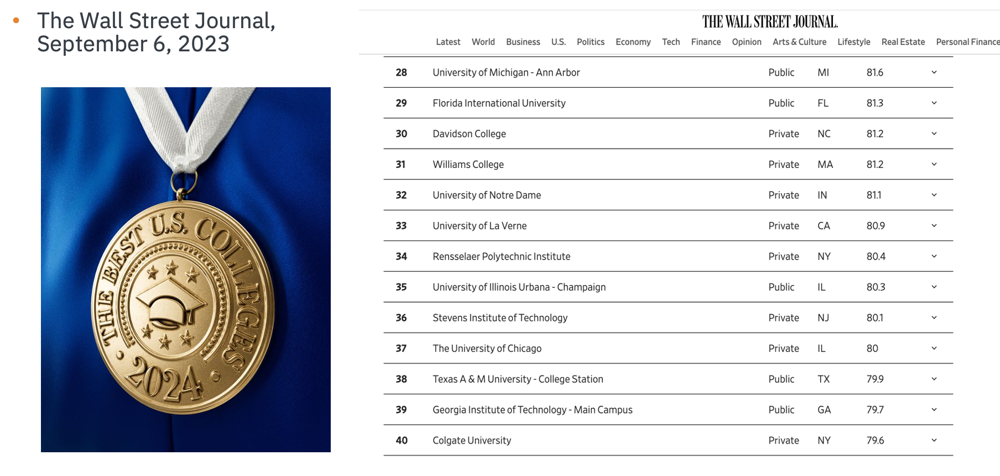 • The Wall Street Journal,
September 6, 2023
THE BEST U.S. COLLEGES
• 2024 •
THE WALL STREET JOURNAL.
Latest World Business U.S. Politics Economy Tech Finance Opinion Arts & Culture Lifestyle Real Estate Personal Finance
28 University of Michigan - Ann Arbor Public MI 81.6
29 Florida International University Public FL 81.3
30 Davidson College Private NC 81.2
31 Williams College Private MA 81.2
32 University of Notre Dame Private IN 81.1
33 University of La Verne Private CA 80.9
34 Rensselaer Polytechnic Institute Private NY 80.4
35 University of Illinois Urbana - Champaign Public IL 80.3
36 Stevens Institute of Technology Private NJ 80.1
37 The University of Chicago Private IL 80
38 Texas A & M University - College Station Public TX 79.9
39 Georgia Institute of Technology - Main Campus Public GA 79.7
40 Colgate University Private NY 79.6